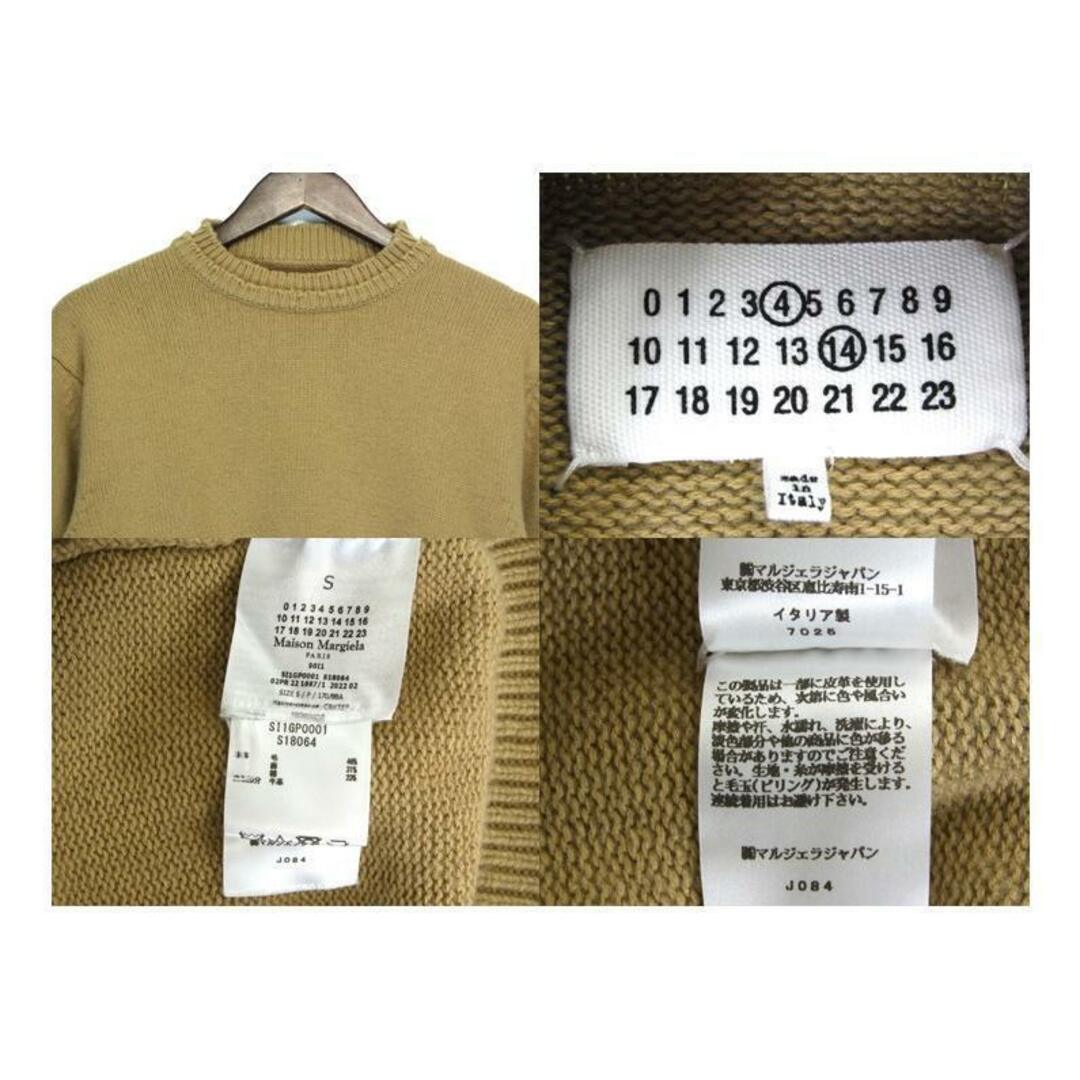 0 1 2 3 4 5 6 7 8 9
10 11 12 13 14 15 16
17 18 19 20 21 22 23
made
in
Italy
S
0 1 2 3 4 5 6 7 8 9
10 11 12 13 14 15 16
17 18 19 20 21 22 23
Maison Margiela
PARIS
SI1GP0001 S18064
SIZE S / P / 170/88A
SI1GP0001
S18064
毛
綿
牛革
J084
㈱マルジェラジャパン
東京都渋谷区恵比寿南1-15-1
イタリア製
7025
この製品は一部に皮革を使用し
ているため、次第に色や風合い
が変化します。
摩擦や汗、水濡れ、洗濯により、
淡色部分や他の商品に色が移る
場合がありますのでご注意くだ
さい。生地・糸が摩擦を受ける
と毛玉(ピリング)が発生します。
連続着用はお避け下さい。
㈱マルジェラジャパン
J084